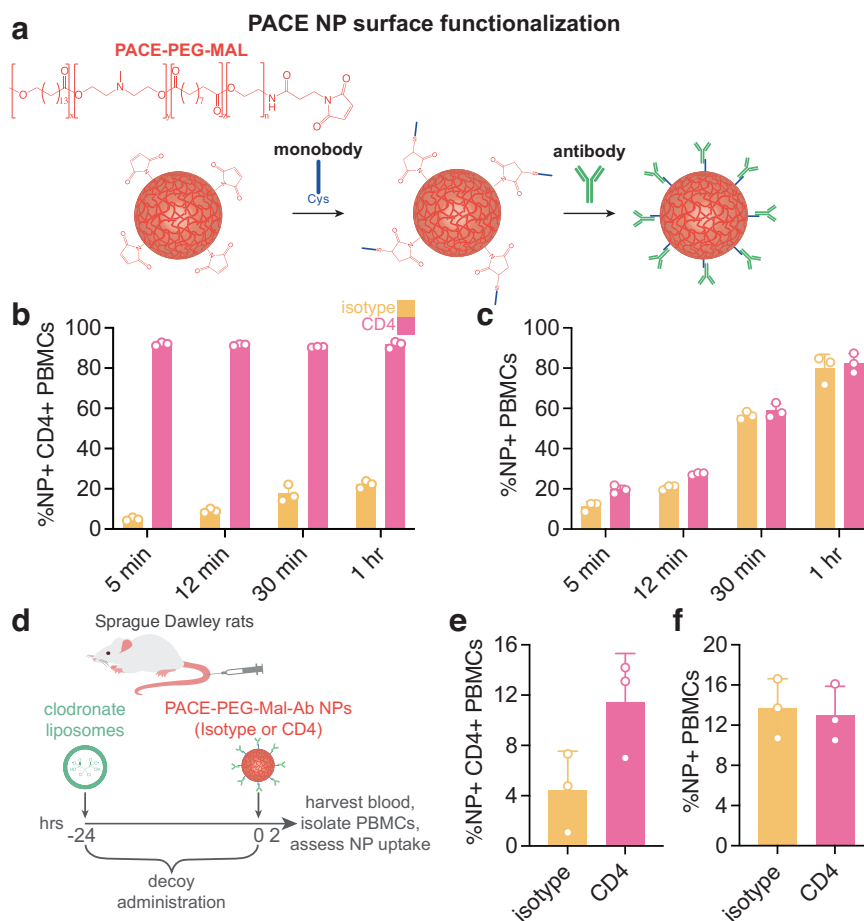 PACE NP surface functionalization
a
PACE-PEG-MAL
monobody
Cys
antibody
b
isotype
CD4
%NP+ CD4+ PBMCs
100
80
60
40
20
0
5 min
12 min
30 min
1 hr
c
%NP+ PBMCs
100
80
60
40
20
0
5 min
12 min
30 min
1 hr
d
Sprague Dawley rats
clodronate
liposomes
PACE-PEG-Mal-Ab NPs
(Isotype or CD4)
hrs
-24
0 2
harvest blood,
isolate PBMCs,
assess NP uptake
decoy
administration
e
%NP+ CD4+ PBMCs
16
12
8
4
0
isotype
CD4
f
%NP+ PBMCs
20
16
12
8
4
0
isotype
CD4